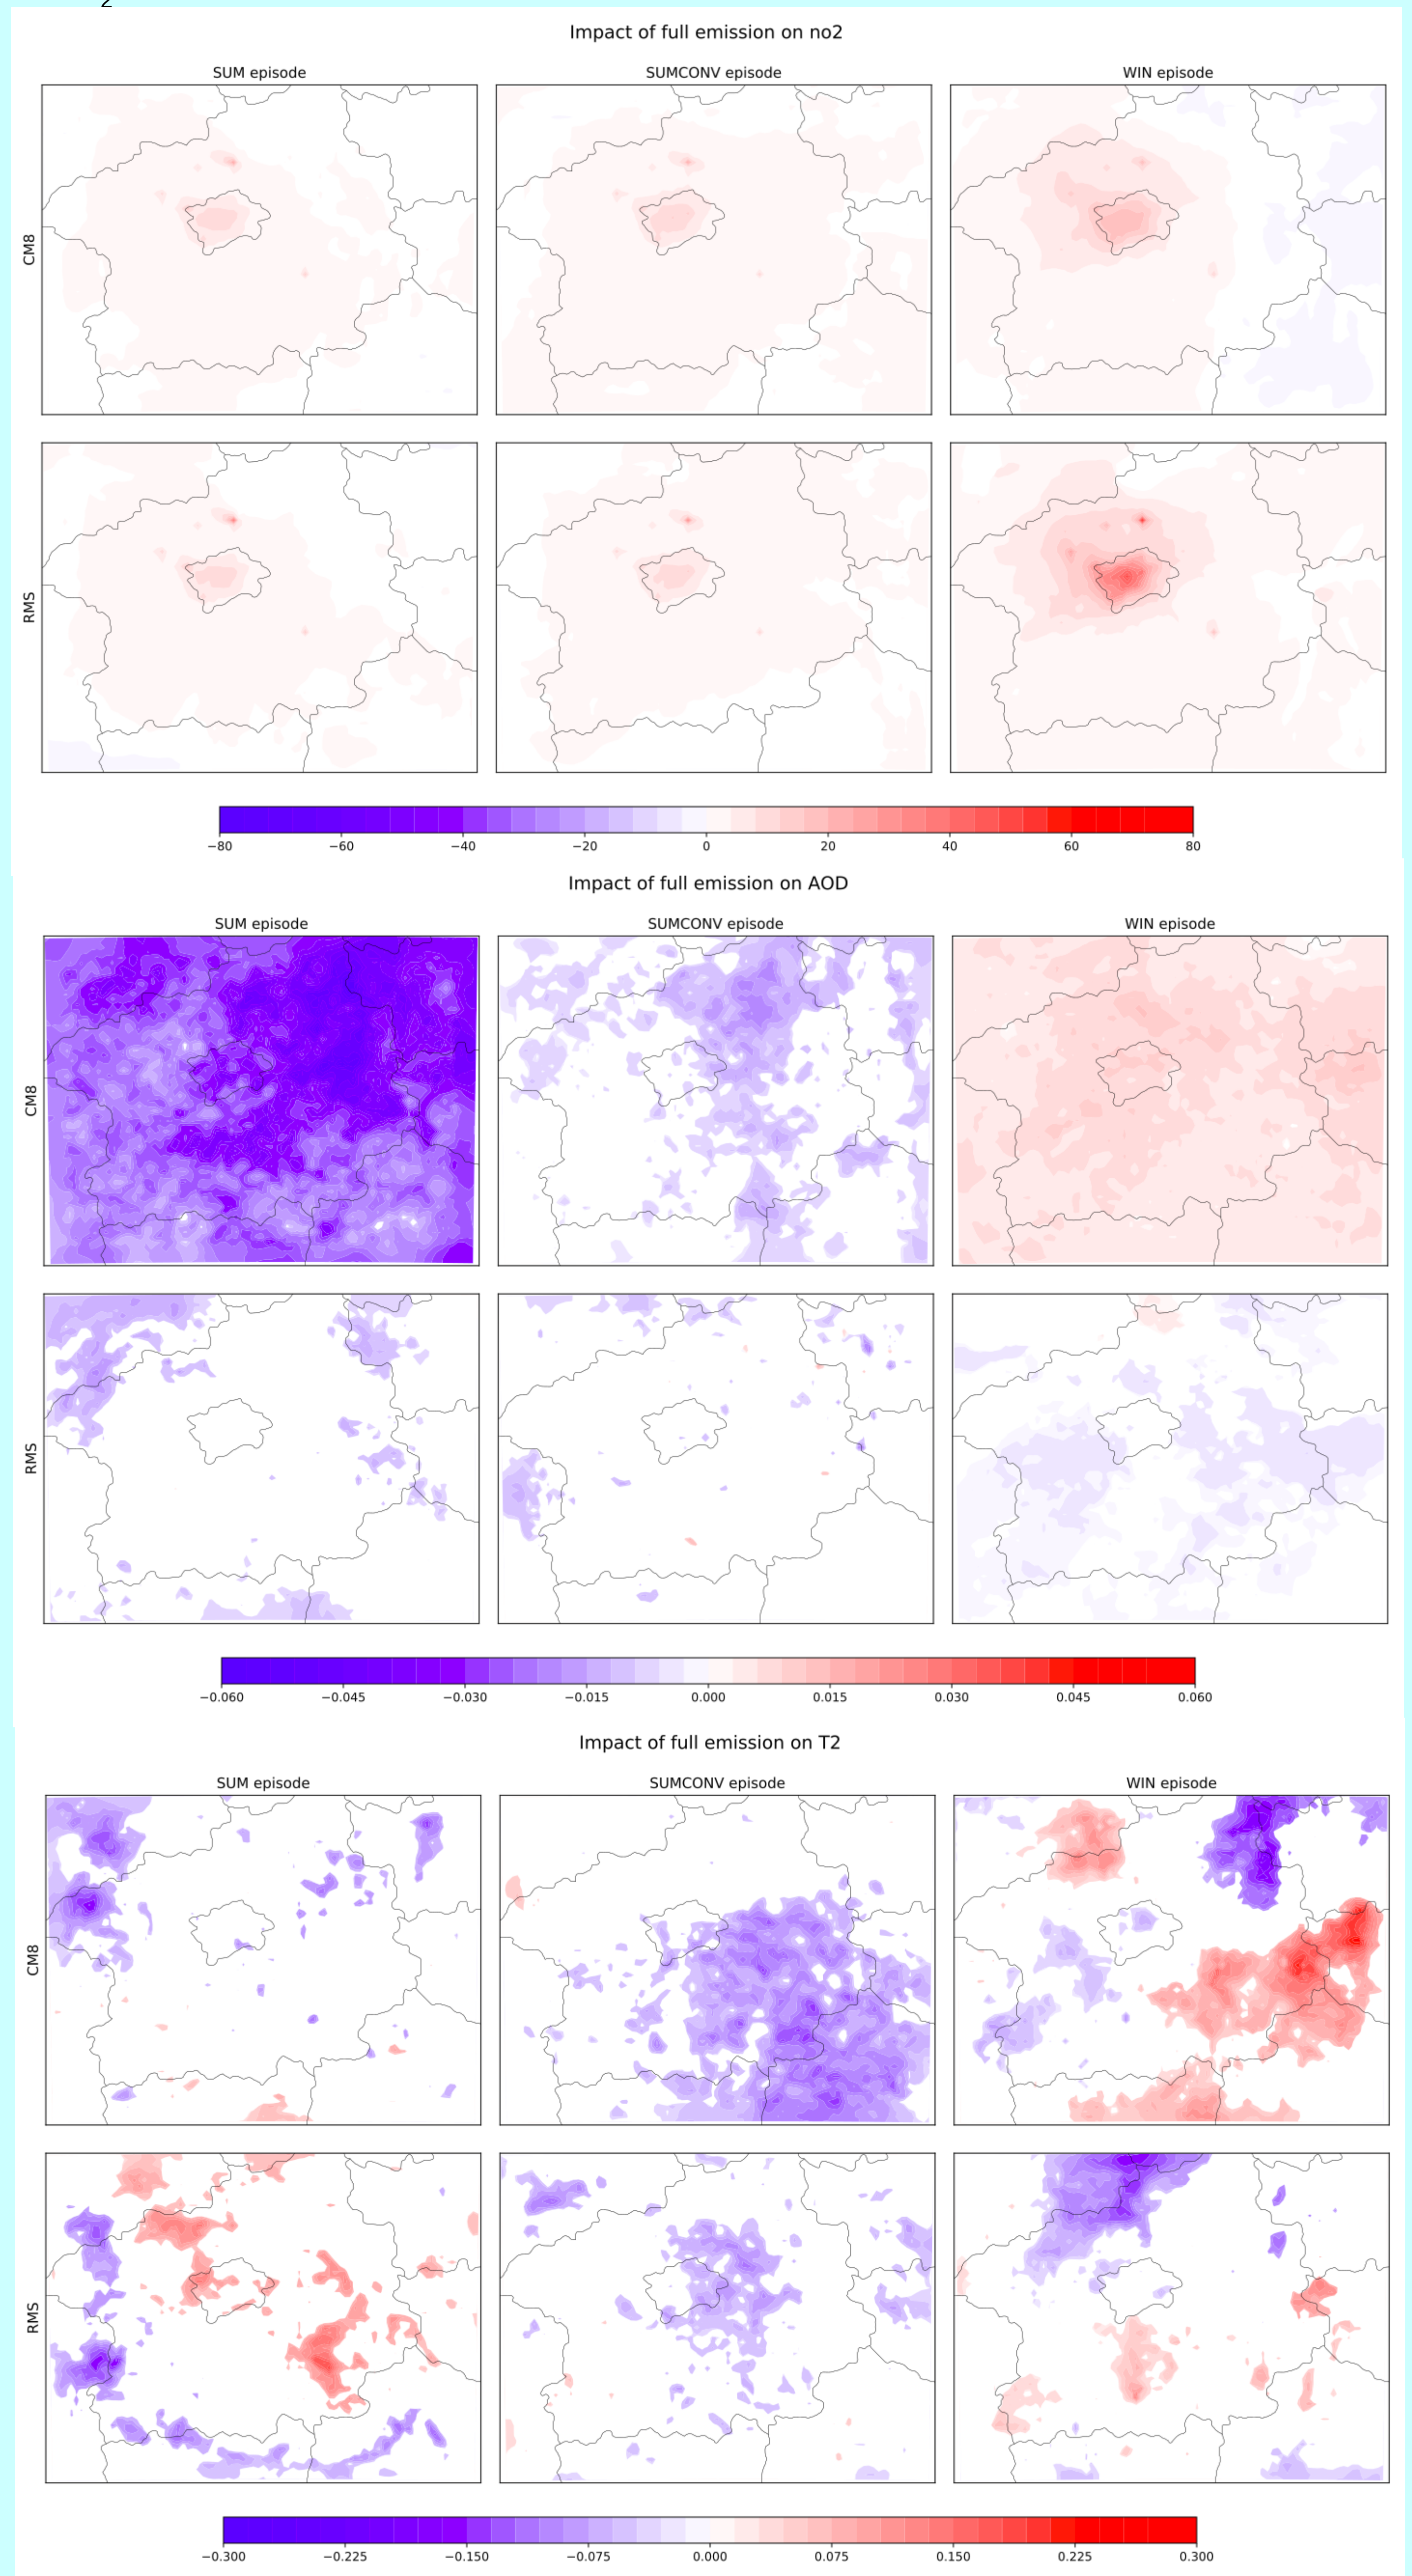 2
Impact of full emission on no2
SUM episode SUMCONV episode WIN episode
CM8
RMS
−80 −60 −40 −20 0 20 40 60 80
Impact of full emission on AOD
SUM episode SUMCONV episode WIN episode
CM8
RMS
−0.060 −0.045 −0.030 −0.015 0.000 0.015 0.030 0.045 0.060
Impact of full emission on T2
SUM episode SUMCONV episode WIN episode
CM8
RMS
−0.300 −0.225 −0.150 −0.075 0.000 0.075 0.150 0.225 0.300